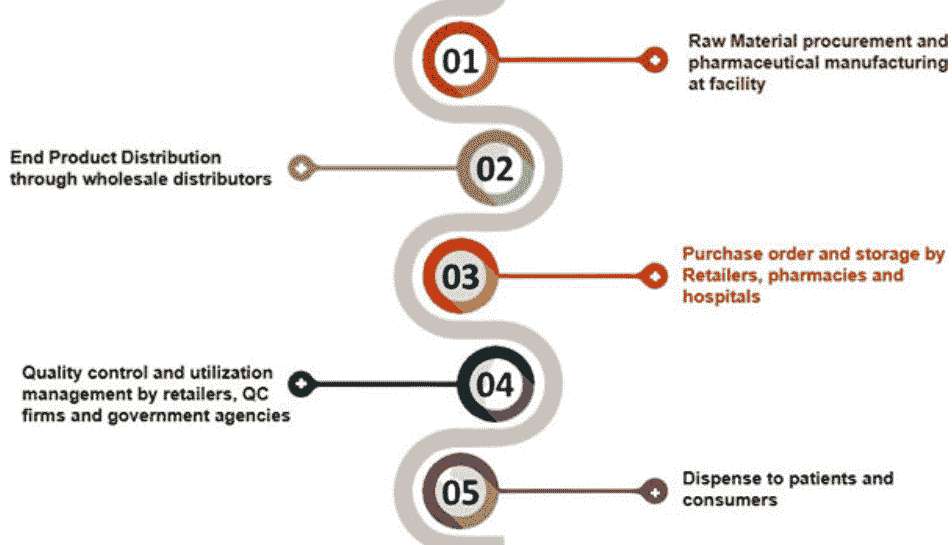 01
Raw Material procurement and
pharmaceutical manufacturing
at facility
End Product Distribution
through wholesale distributors
02
03
Purchase order and storage by
Retailers, pharmacies and
hospitals
Quality control and utilization
management by retailers, QC
firms and government agencies
04
05
Dispense to patients and
consumers